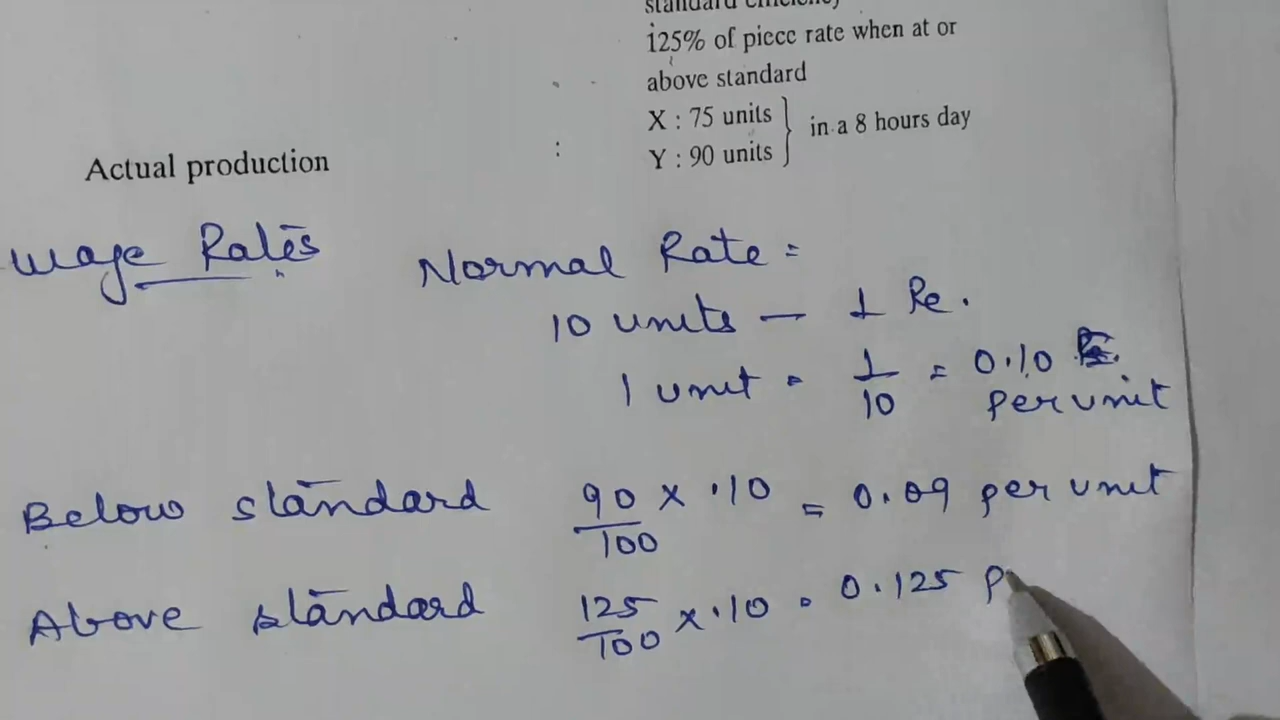 standard efficiency
125% of piece rate when at or
above standard
X : 75 units
Y : 90 units } in a 8 hours day
Actual production :
Wage Rates
Normal Rate =
10 units — 1 Re.
1 unit = 1/10 = 0.10
per unit
Below standard 90/100 x .10 = 0.09 per unit
Above standard 125/100 x .10 = 0.125 p